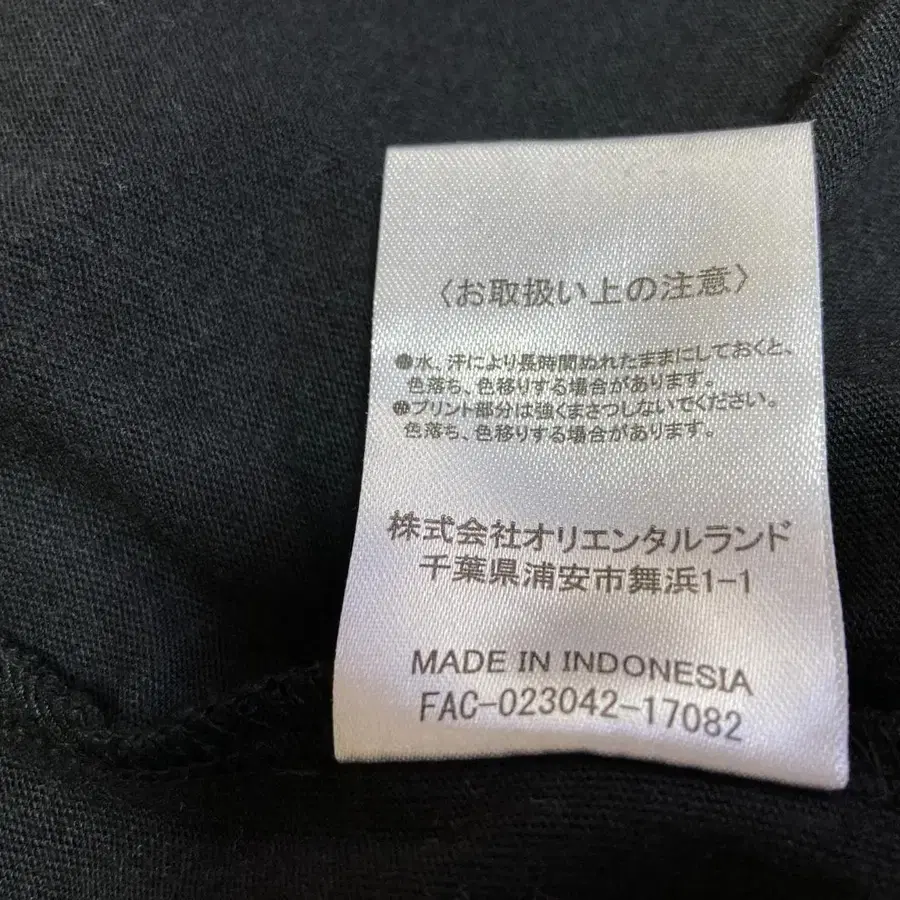 〈お取扱い上の注意〉
水、汗により長時間ぬれたままにしておくと、
色落ち、色移りする場合があります。
プリント部分は強くまさつしないでください。
色落ち、色移りする場合があります。
株式会社オリエンタルランド
千葉県浦安市舞浜1-1
MADE IN INDONESIA
FAC-023042-17082